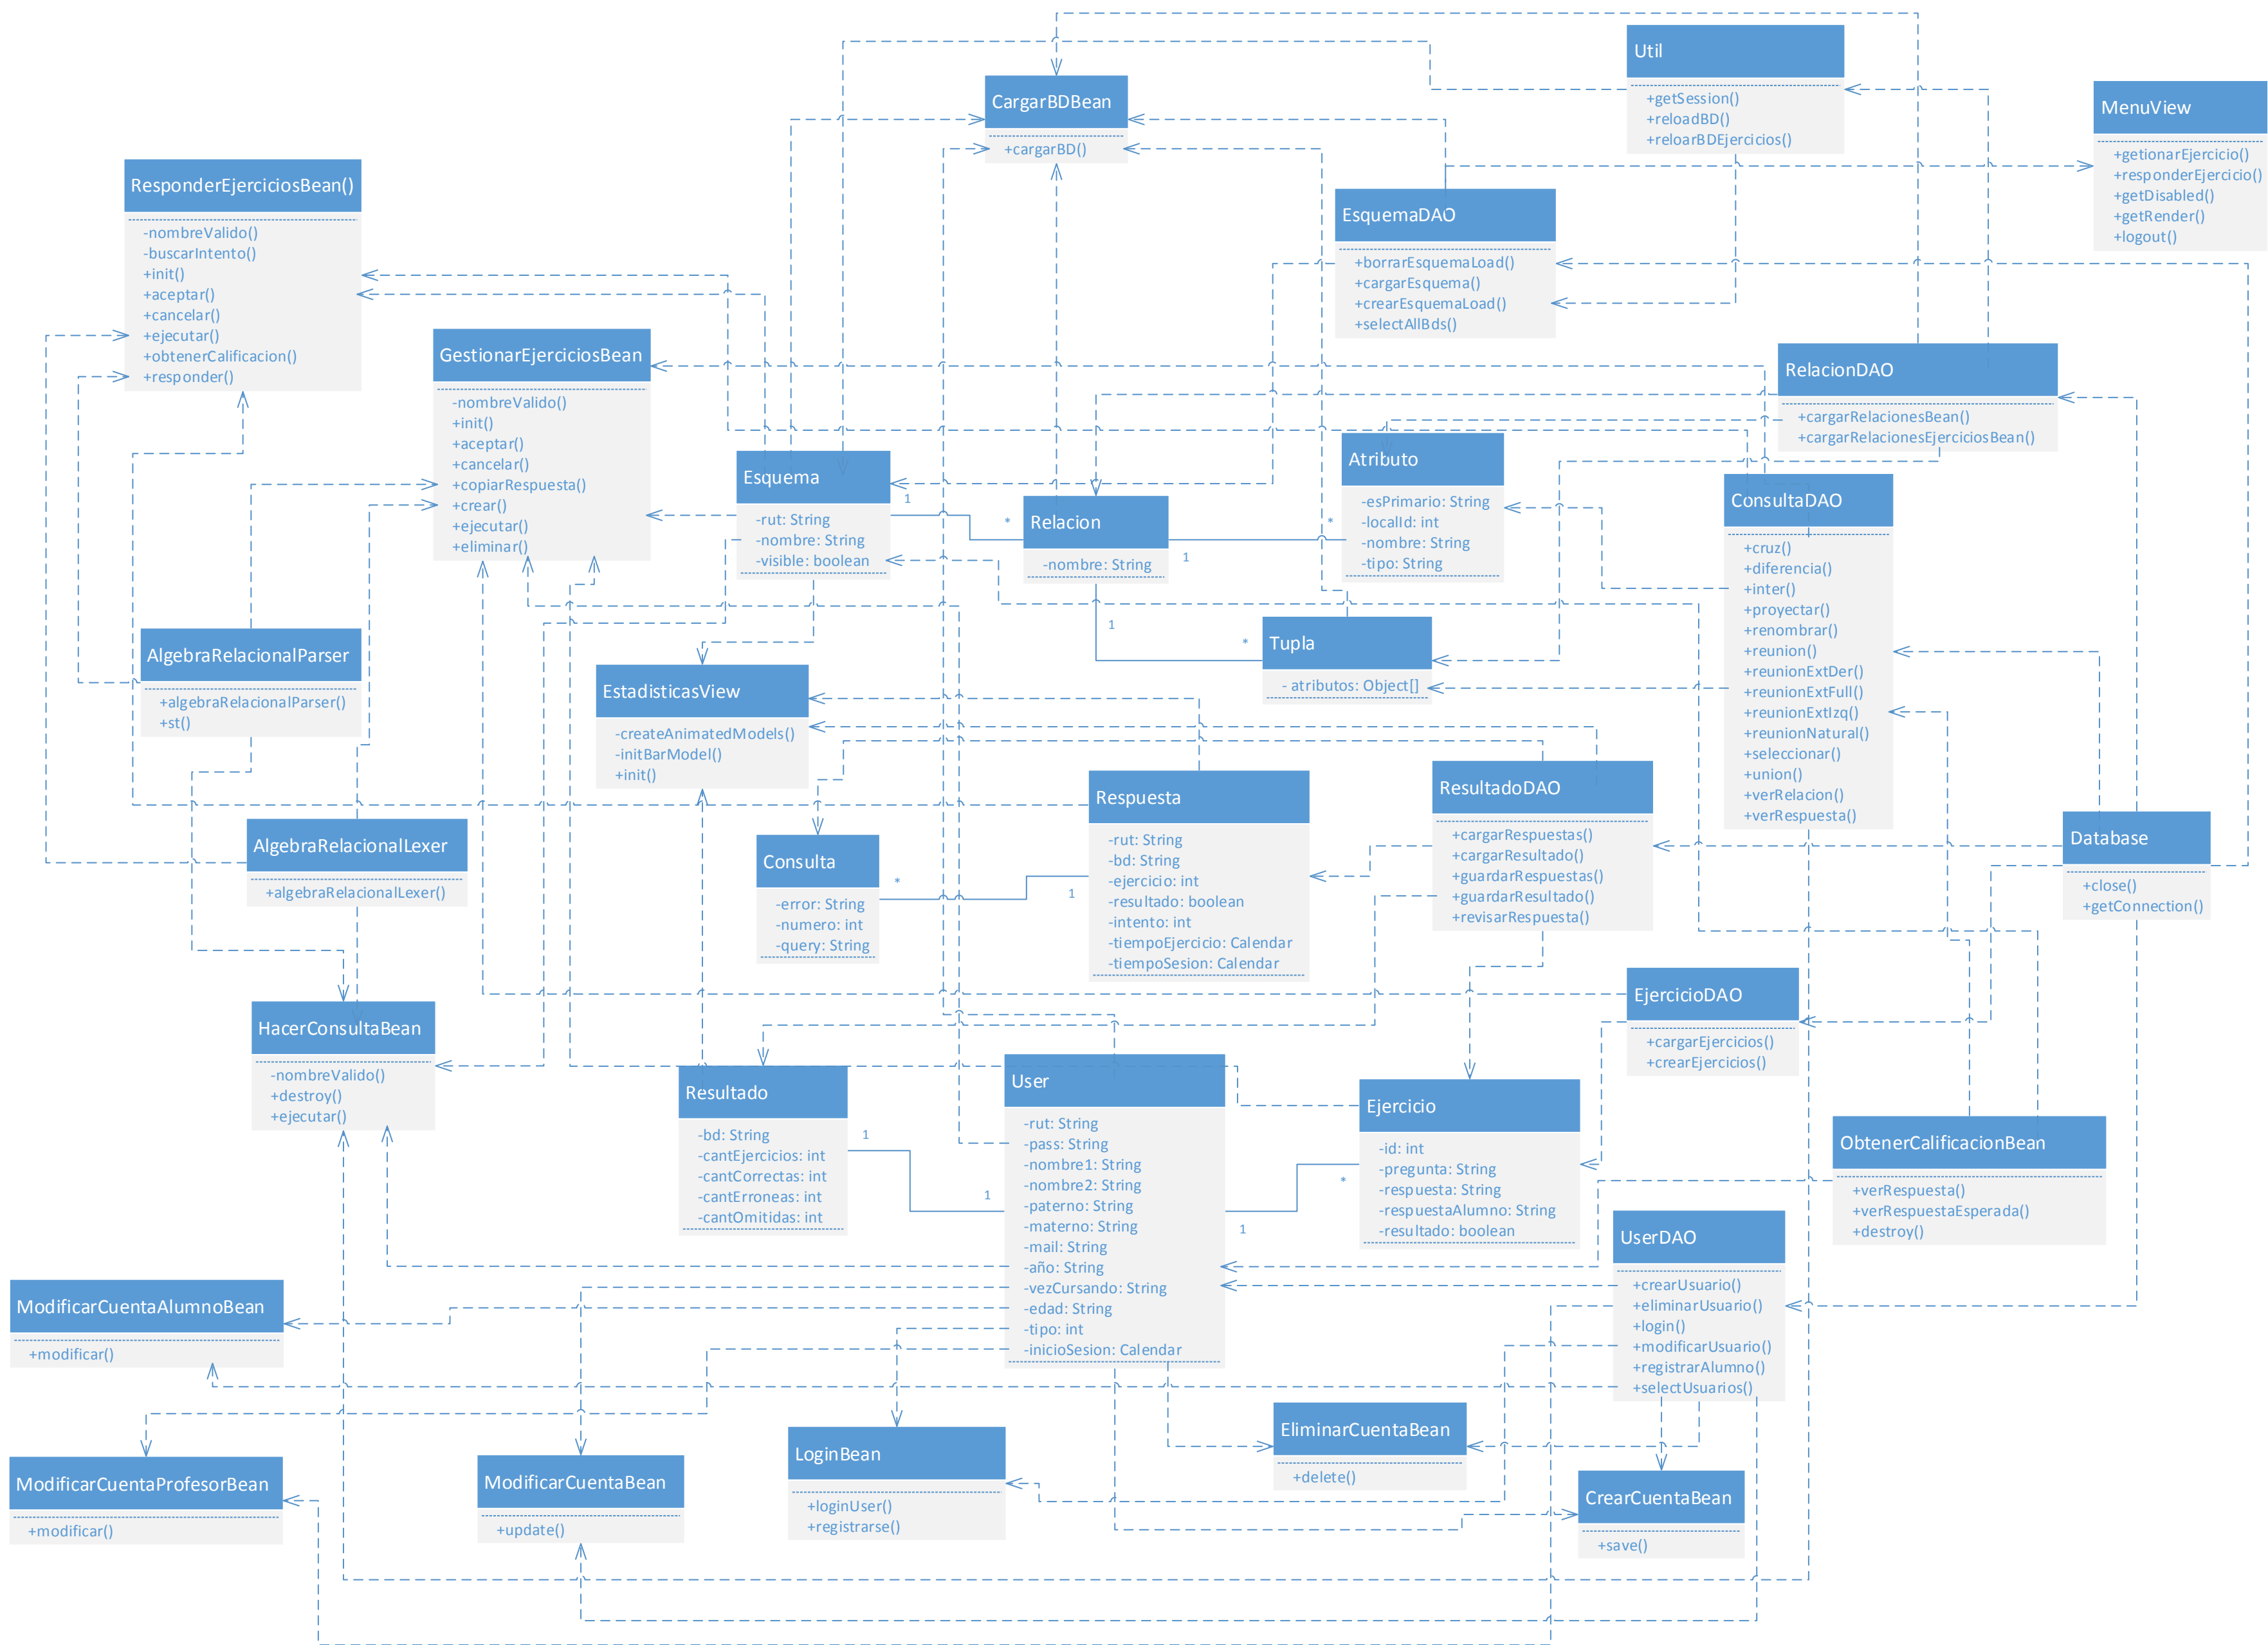 Util
+getSession()
+reloadBD()
+reloarBDEjercicios()
CargarBDBean
+cargarBD()
MenuView
+getionarEjercicio()
+responderEjercicio()
+getDisabled()
+getRender()
+logout()
ResponderEjerciciosBean()
-nombreValido()
-buscarIntento()
+init()
+aceptar()
+cancelar()
+ejecutar()
+obtenerCalificacion()
+responder()
EsquemaDAO
+borrarEsquemaLoad()
+cargarEsquema()
+crearEsquemaLoad()
+selectAllBds()
GestionarEjerciciosBean
-nombreValido()
+init()
+aceptar()
+cancelar()
+copiarRespuesta()
+crear()
+ejecutar()
+eliminar()
RelacionDAO
+cargarRelacionesBean()
+cargarRelacionesEjerciciosBean()
Esquema
-rut: String
-nombre: String
-visible: boolean
1
*
Relacion
-nombre: String
*
1
Atributo
-esPrimario: String
-localId: int
-nombre: String
-tipo: String
ConsultaDAO
+cruz()
+diferencia()
+inter()
+proyectar()
+renombrar()
+reunion()
+reunionExtDer()
+reunionExtFull()
+reunionExtIzq()
+reunionNatural()
+seleccionar()
+union()
+verRelacion()
+verRespuesta()
1
*
Tupla
- atributos: Object[]
AlgebraRelacionalParser
+algebraRelacionalParser()
+st()
EstadisticasView
-createAnimatedModels()
-initBarModel()
+init()
AlgebraRelacionalLexer
+algebraRelacionalLexer()
Consulta
-error: String
-numero: int
-query: String
*
1
Respuesta
-rut: String
-bd: String
-ejercicio: int
-resultado: boolean
-intento: int
-tiempoEjercicio: Calendar
-tiempoSesion: Calendar
ResultadoDAO
+cargarRespuestas()
+cargarResultado()
+guardarRespuestas()
+guardarResultado()
+revisarRespuesta()
Database
+close()
+getConnection()
EjercicioDAO
+cargarEjercicios()
+crearEjercicios()
HacerConsultaBean
-nombreValido()
+destroy()
+ejecutar()
Resultado
-bd: String
-cantEjercicios: int
-cantCorrectas: int
-cantErroneas: int
-cantOmitidas: int
1
1
User
-rut: String
-pass: String
-nombre1: String
-nombre2: String
-paterno: String
-materno: String
-mail: String
-año: String
-vezCursando: String
-edad: String
-tipo: int
-inicioSesion: Calendar
*
1
Ejercicio
-id: int
-pregunta: String
-respuesta: String
-respuestaAlumno: String
-resultado: boolean
ObtenerCalificacionBean
+verRespuesta()
+verRespuestaEsperada()
+destroy()
UserDAO
+crearUsuario()
+eliminarUsuario()
+login()
+modificarUsuario()
+registrarAlumno()
+selectUsuarios()
ModificarCuentaAlumnoBean
+modificar()
ModificarCuentaProfesorBean
+modificar()
ModificarCuentaBean
+update()
LoginBean
+loginUser()
+registrarse()
EliminarCuentaBean
+delete()
CrearCuentaBean
+save()